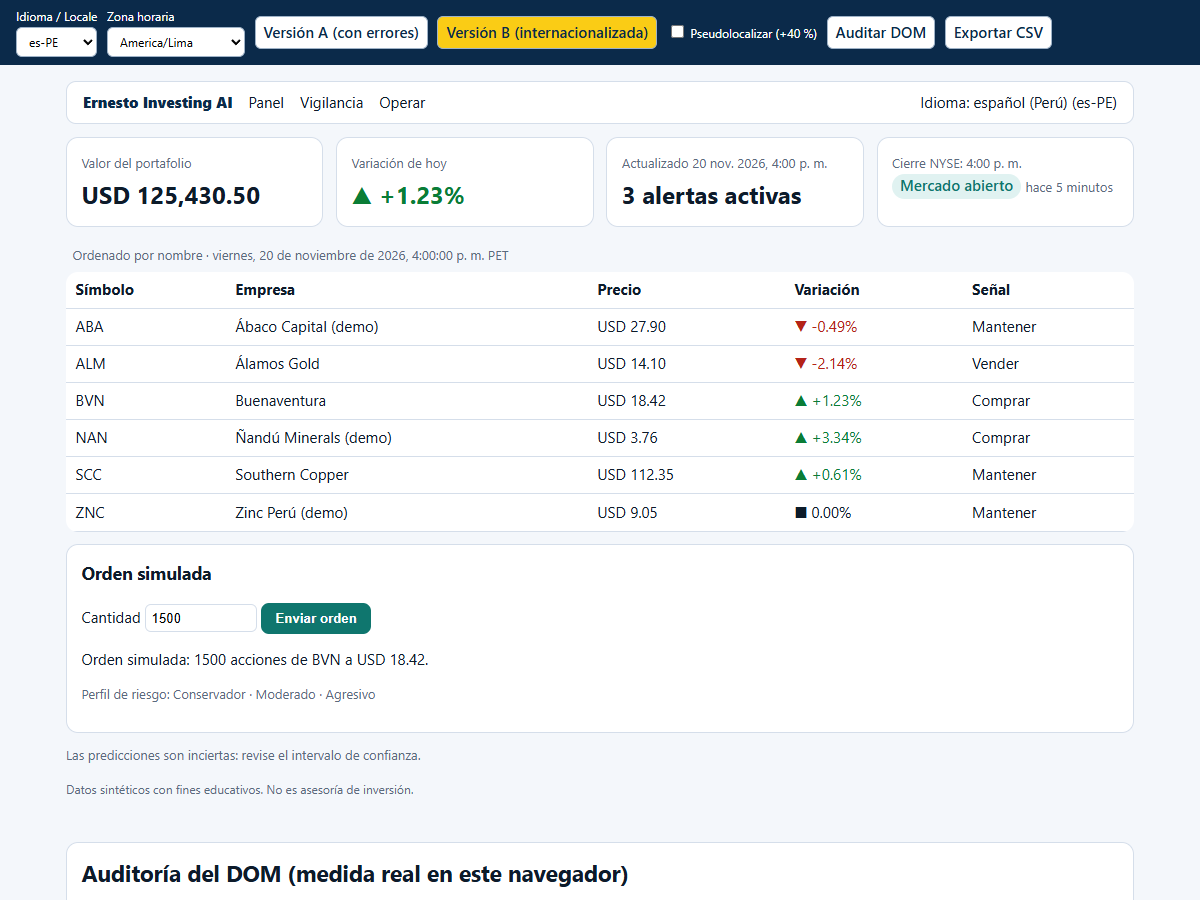 Idioma / Locale Zona horaria
es-PE America/Lima Versión A (con errores) Versión B (internacionalizada) Pseudolocalizar (+40 %) Auditar DOM Exportar CSV
Ernesto Investing AI Panel Vigilancia Operar Idioma: español (Perú) (es-PE)
Valor del portafolio
USD 125,430.50
Variación de hoy
▲ +1.23%
Actualizado 20 nov. 2026, 4:00 p. m.
3 alertas activas
Cierre NYSE: 4:00 p. m.
Mercado abierto hace 5 minutos
Ordenado por nombre · viernes, 20 de noviembre de 2026, 4:00:00 p. m. PET
Símbolo Empresa Precio Variación Señal
ABA Ábaco Capital (demo) USD 27.90 ▼ -0.49% Mantener
ALM Álamos Gold USD 14.10 ▼ -2.14% Vender
BVN Buenaventura USD 18.42 ▲ +1.23% Comprar
NAN Ñandú Minerals (demo) USD 3.76 ▲ +3.34% Comprar
SCC Southern Copper USD 112.35 ▲ +0.61% Mantener
ZNC Zinc Perú (demo) USD 9.05 ■ 0.00% Mantener
Orden simulada
Cantidad 1500 Enviar orden
Orden simulada: 1500 acciones de BVN a USD 18.42.
Perfil de riesgo: Conservador · Moderado · Agresivo
Las predicciones son inciertas: revise el intervalo de confianza.
Datos sintéticos con fines educativos. No es asesoría de inversión.
Auditoría del DOM (medida real en este navegador)